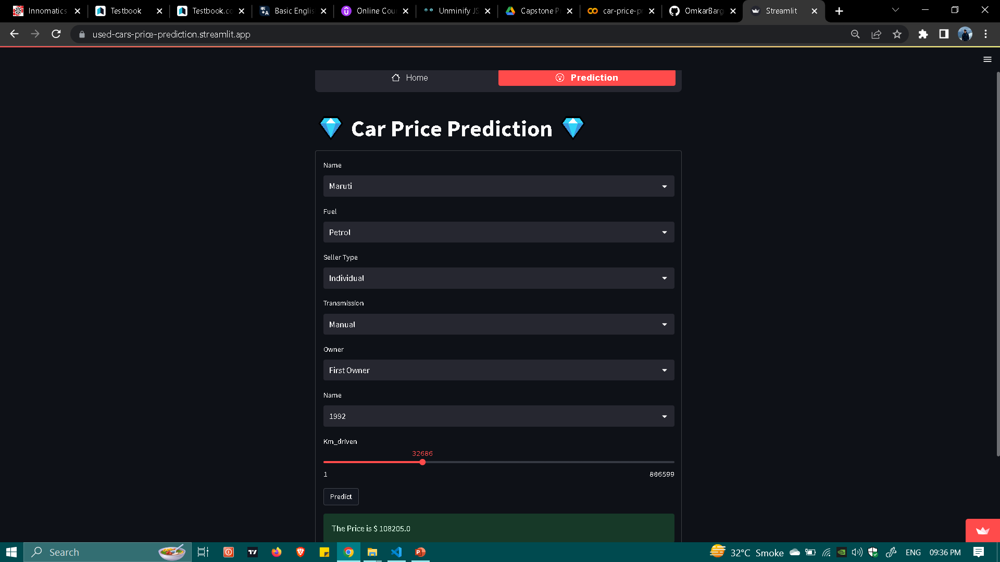 Innomatics
Testbook
Testbook.co
Basic Englis
Online Cou
Unminify JS
Capstone P
car-price-p
OmkarBarg
Streamlit
used-cars-price-prediction.streamlit.app
Home
Prediction
Car Price Prediction
Name
Maruti
Fuel
Petrol
Seller Type
Individual
Transmission
Manual
Owner
First Owner
Name
1992
Km_driven
32686
1
806599
Predict
The Price is $ 108205.0
Search
32°C Smoke
ENG
09:36 PM